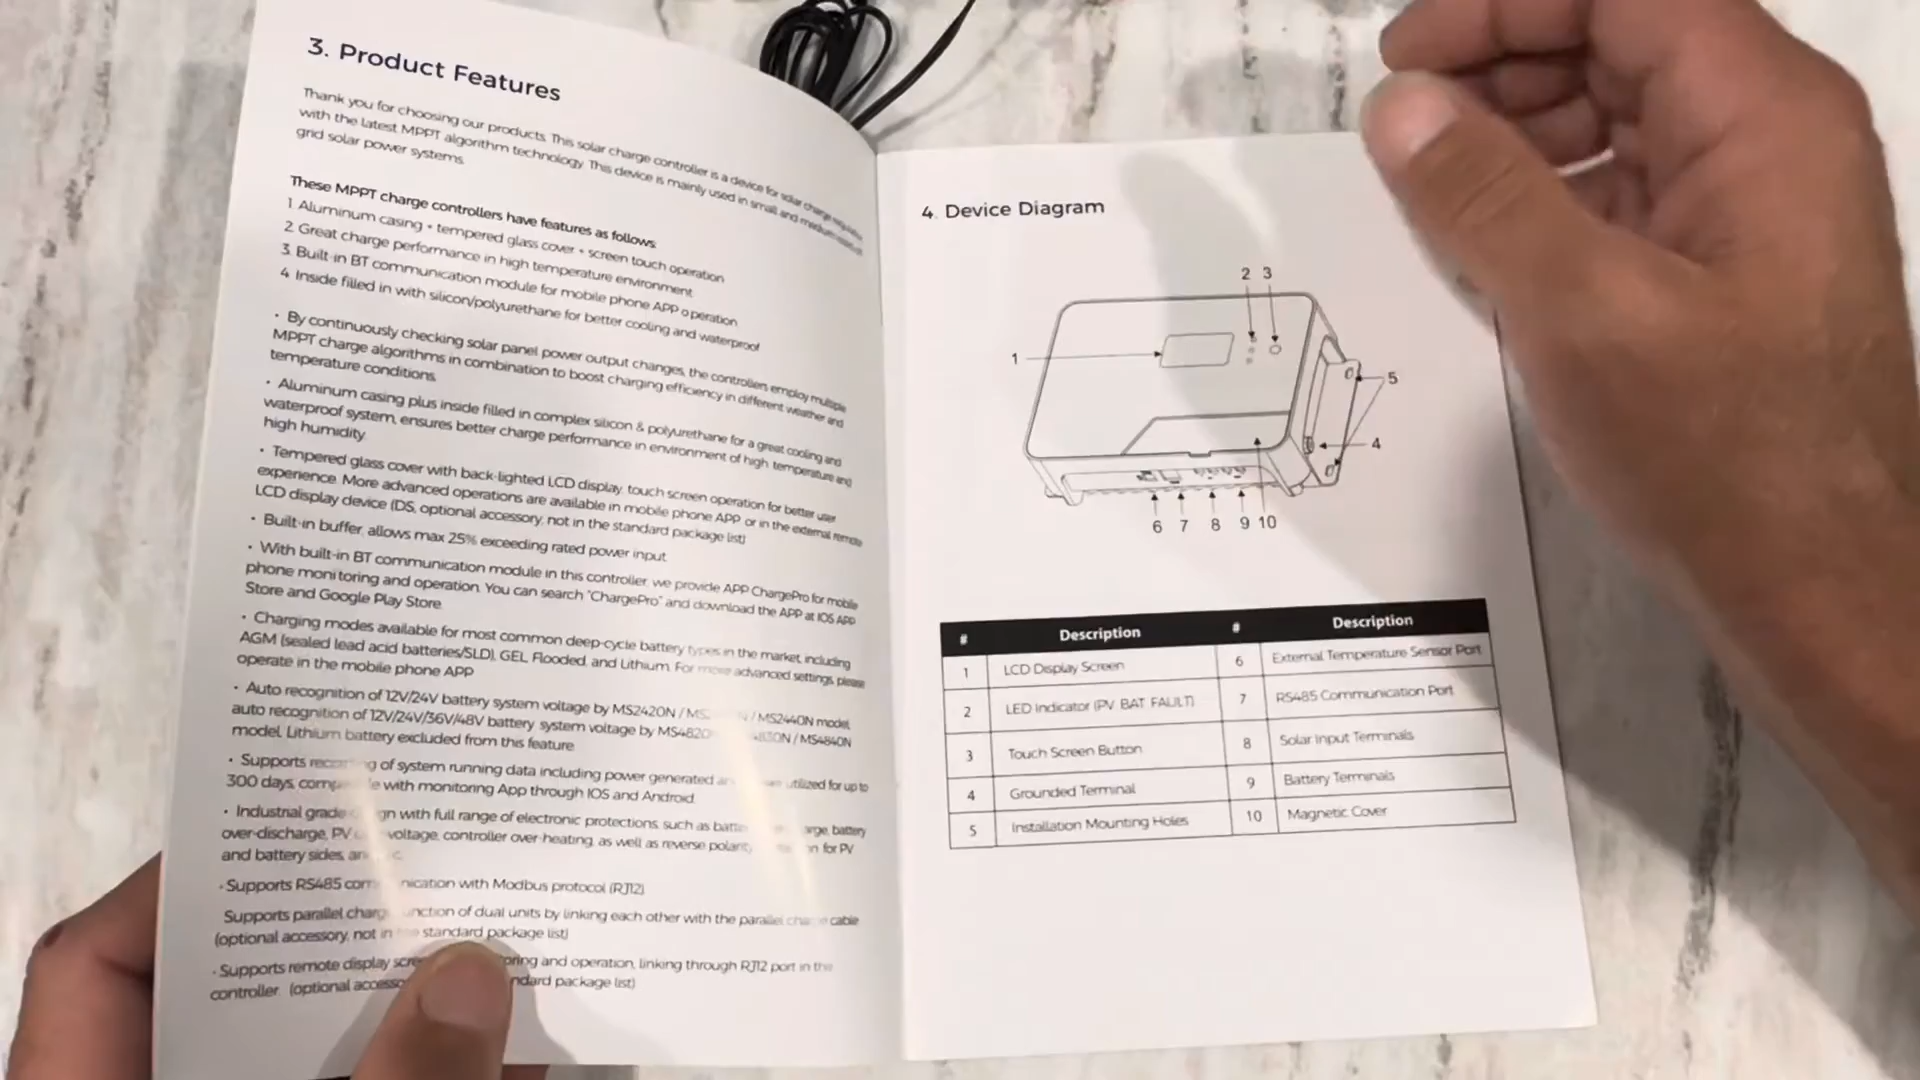 3. Product Features
Thank you for choosing our products. This solar charge controller is a device for solar charge
with the latest MPPT algorithm technology. This device is mainly used in small and medium
grid solar power systems.
These MPPT charge controllers have features as follows:
1 Aluminum casing + tempered glass cover + screen touch operation
2. Great charge performance in high temperature environment
3. Built-in BT communication module for mobile phone APP operation
4 Inside filled in with silicon/polyurethane for better cooling and waterproof
• By continuously checking solar panel power output changes, the controllers employ multiple
MPPT charge algorithms in combination to boost charging efficiency in different weather and
temperature conditions.
• Aluminum casing plus inside filled in complex silicon & polyurethane for a great cooling and
waterproof system, ensures better charge performance in environment of high temperature and
high humidity.
• Tempered glass cover with back-lighted LCD display, touch screen operation for better user
experience. More advanced operations are available in mobile phone APP or in the external remote
LCD display device (DS, optional accessory, not in the standard package list)
• Built-in buffer, allows max 25% exceeding rated power input.
• With built-in BT communication module in this controller, we provide APP ChargePro for mobile
phone monitoring and operation. You can search "ChargePro" and download the APP at IOS APP
Store and Google Play Store.
• Charging modes available for most common deep-cycle battery types in the market, including
AGM (sealed lead acid batteries/SLD), GEL, Flooded, and Lithium. For more advanced settings, please
operate in the mobile phone APP
• Auto recognition of 12V/24V battery system voltage by MS2420N / / MS2440N model,
auto recognition of 12V/24V/36V/48V battery system voltage by / MS4840N
model, Lithium battery excluded from this feature
• Supports of system running data including power generated utilized for up to
300 days, with monitoring App through IOS and Android.
• Industrial grade with full range of electronic protections, such as battery
over-discharge, PV voltage, controller over-heating, as well as reverse for PV
and battery sides,
• Supports RS485 with Modbus protocol (RJ12)
Supports parallel of dual units by linking each other with the parallel cable
(optional accessory, not in standard package list)
• Supports remote display and operation, linking through RJ12 port in the
controller. (optional package list)
4. Device Diagram
2 3
1
5
4
6 7 8 9 10
# Description # Description
1 LCD Display Screen 6 External Temperature Sensor Port
2 LED Indicator (PV BAT FAULT) 7 RS485 Communication Port
3 Touch Screen Button 8 Solar Input Terminals
4 Grounded Terminal 9 Battery Terminals
5 Installation Mounting Holes 10 Magnetic Cover